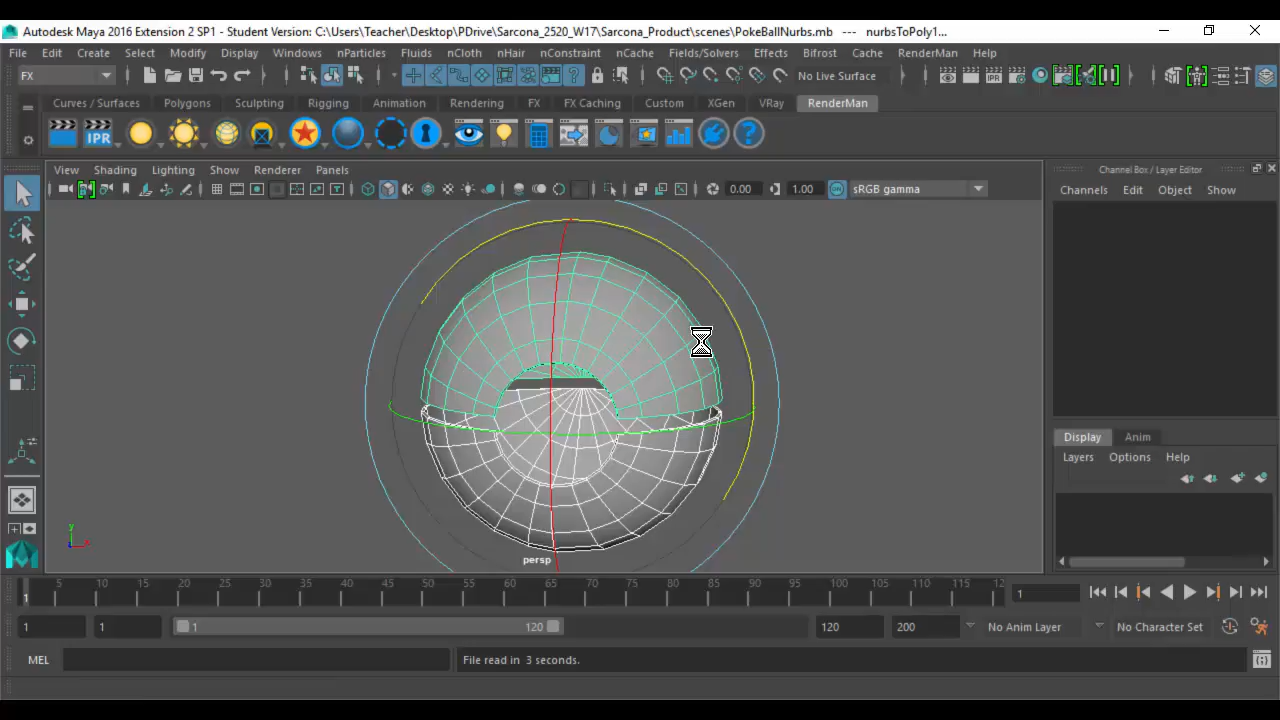 Autodesk Maya 2016 Extension 2 SP1 - Student Version: C:\Users\Teacher\Desktop\PDrive\Sarcona_2520_W17\Sarcona_Product\scenes\PokeBallNurbs.mb --- nurbsToPoly1...
File Edit Create Select Modify Display Windows nParticles Fluids nCloth nHair nConstraint nCache Fields/Solvers Effects Bifrost Cache RenderMan Help
FX No Live Surface IPR
Curves / Surfaces Polygons Sculpting Rigging Animation Rendering FX FX Caching Custom XGen VRay RenderMan
IPR
View Shading Lighting Show Renderer Panels
0.00 1.00 sRGB gamma
Channel Box / Layer Editor
Channels Edit Object Show
persp
y
Display Anim
Layers Options Help
5 10 15 20 25 30 35 40 45 50 55 60 65 70 75 80 85 90 95 100 105 110 115 12
1 1
1 1 1 120 120 200 No Anim Layer No Character Set
MEL File read in 3 seconds.